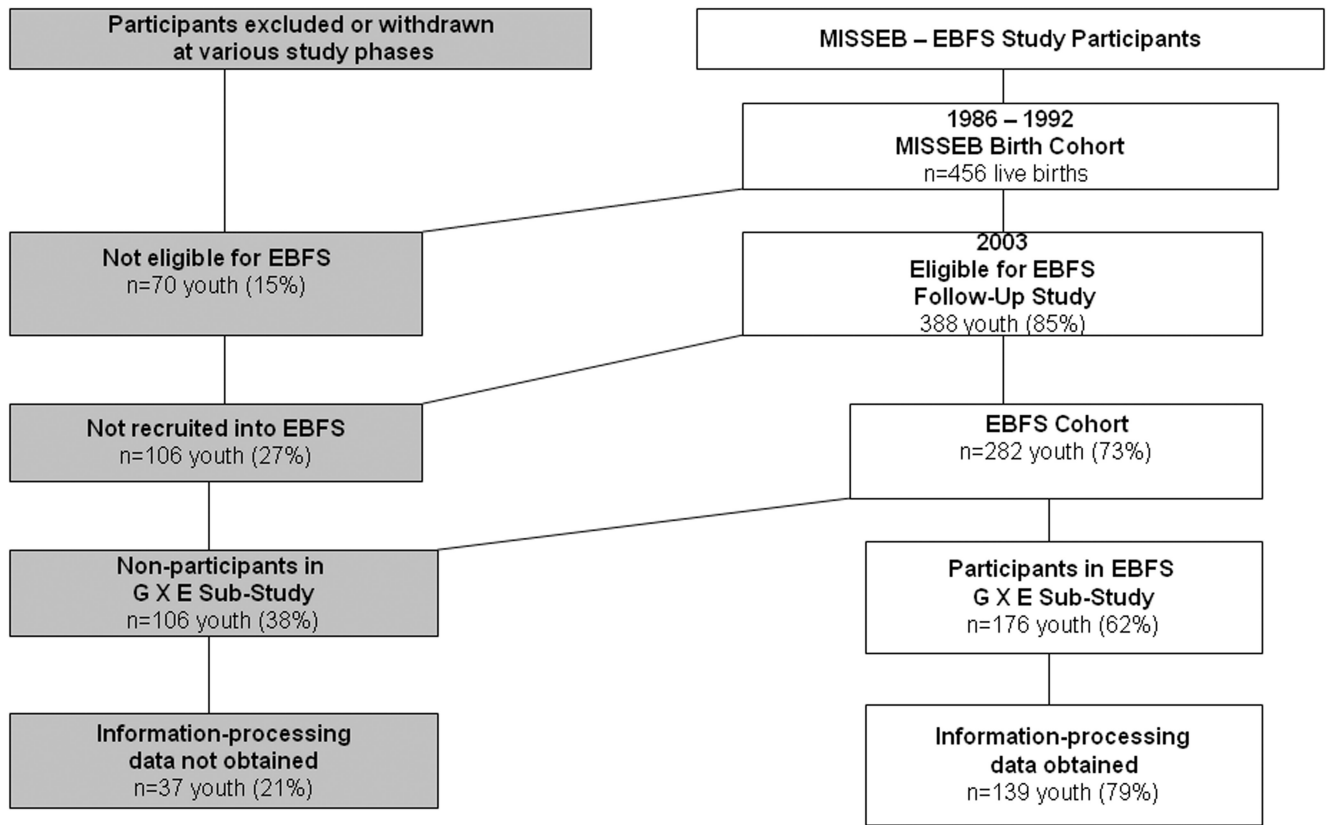 Participants excluded or withdrawn
at various study phases
MISSEB – EBFS Study Participants
1986 – 1992
MISSEB Birth Cohort
n=456 live births
Not eligible for EBFS
n=70 youth (15%)
2003
Eligible for EBFS
Follow-Up Study
388 youth (85%)
Not recruited into EBFS
n=106 youth (27%)
EBFS Cohort
n=282 youth (73%)
Non-participants in
G X E Sub-Study
n=106 youth (38%)
Participants in EBFS
G X E Sub-Study
n=176 youth (62%)
Information-processing
data not obtained
n=37 youth (21%)
Information-processing
data obtained
n=139 youth (79%)